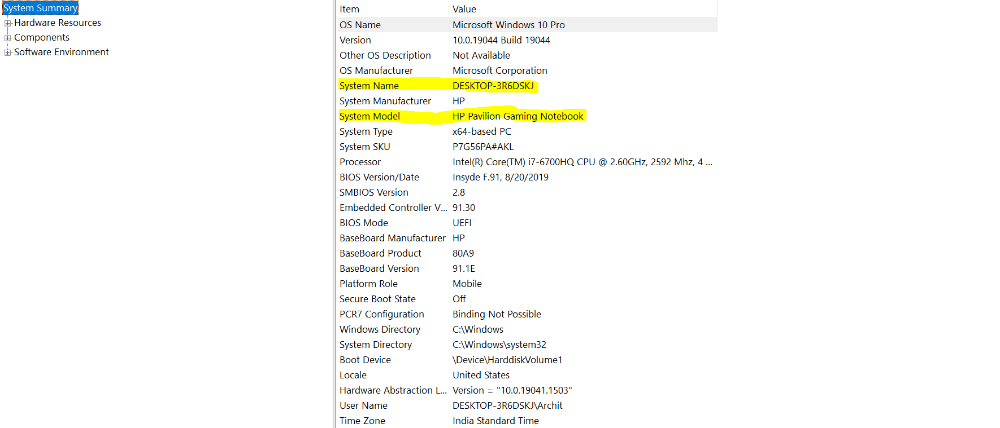 System Summary
Hardware Resources
Components
Software Environment
Item Value
OS Name Microsoft Windows 10 Pro
Version 10.0.19044 Build 19044
Other OS Description Not Available
OS Manufacturer Microsoft Corporation
System Name DESKTOP-3R6DSKJ
System Manufacturer HP
System Model HP Pavilion Gaming Notebook
System Type x64-based PC
System SKU P7G56PA#AKL
Processor Intel(R) Core(TM) i7-6700HQ CPU @ 2.60GHz, 2592 Mhz, 4 ...
BIOS Version/Date Insyde F.91, 8/20/2019
SMBIOS Version 2.8
Embedded Controller V... 91.30
BIOS Mode UEFI
BaseBoard Manufacturer HP
BaseBoard Product 80A9
BaseBoard Version 91.1E
Platform Role Mobile
Secure Boot State Off
PCR7 Configuration Binding Not Possible
Windows Directory C:\Windows
System Directory C:\Windows\system32
Boot Device \Device\HarddiskVolume1
Locale United States
Hardware Abstraction L... Version = "10.0.19041.1503"
User Name DESKTOP-3R6DSKJ\Archit
Time Zone India Standard Time